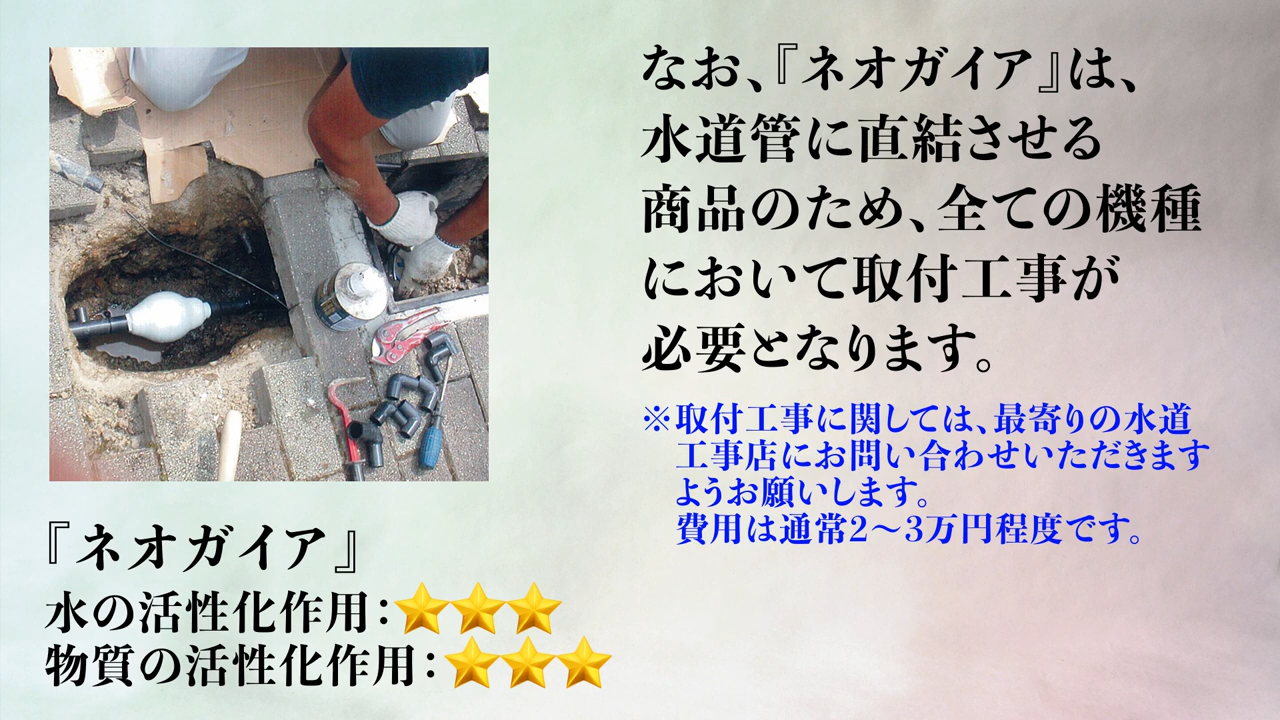 なお、『ネオガイア』は、
水道管に直結させる
商品のため、全ての機種
において取付工事が
必要となります。
※取付工事に関しては、最寄りの水道
工事店にお問い合わせいただきます
ようお願いします。
費用は通常2〜3万円程度です。
『ネオガイア』
水の活性化作用：⭐⭐⭐
物質の活性化作用：⭐⭐⭐